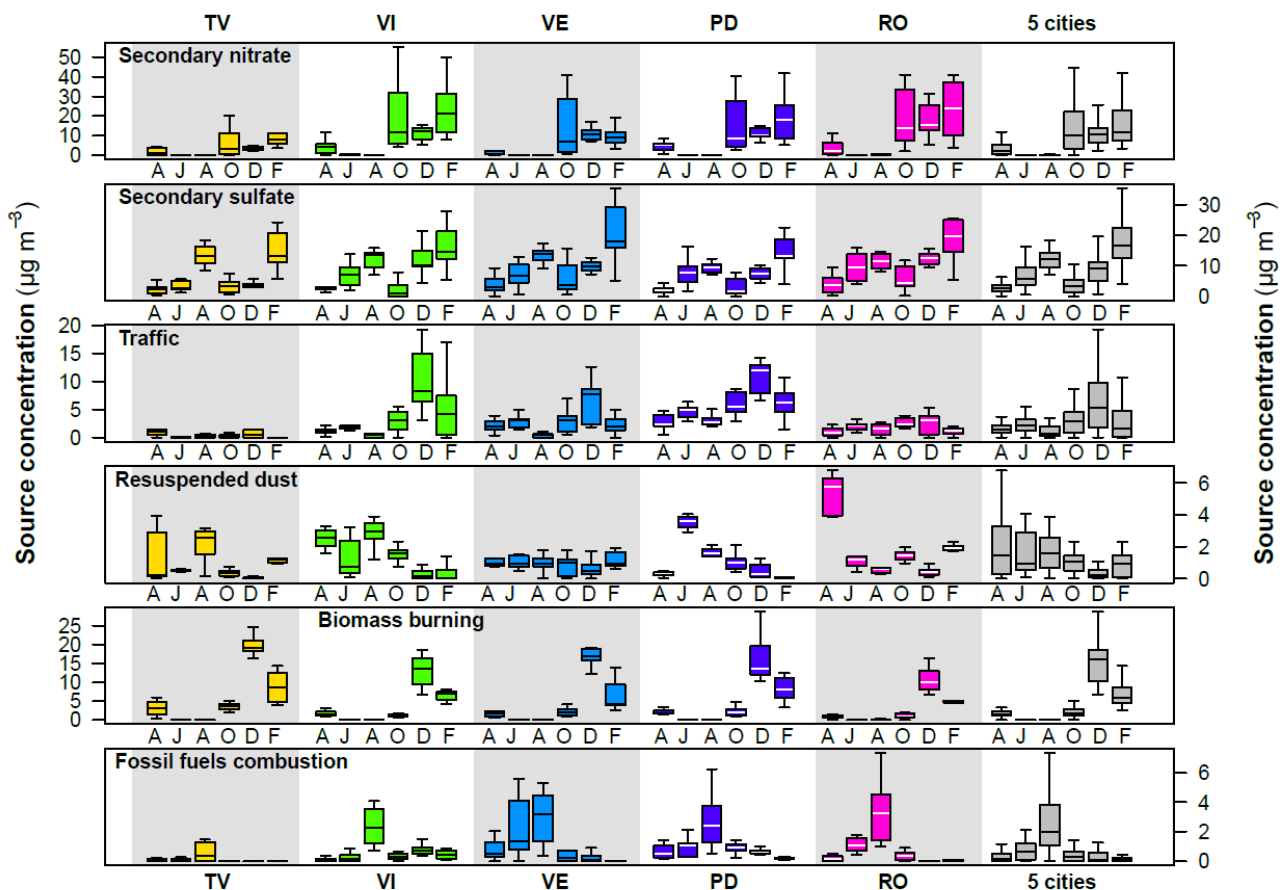 TV VI VE PD RO 5 cities
Secondary nitrate
50
40
30
20
10
0
A J A O D F A J A O D F A J A O D F A J A O D F A J A O D F A J A O D F
Secondary sulfate
30
20
10
0
A J A O D F A J A O D F A J A O D F A J A O D F A J A O D F A J A O D F
Traffic
20
15
10
5
0
A J A O D F A J A O D F A J A O D F A J A O D F A J A O D F A J A O D F
Resuspended dust
6
4
2
0
A J A O D F A J A O D F A J A O D F A J A O D F A J A O D F A J A O D F
Biomass burning
25
20
15
10
5
0
A J A O D F A J A O D F A J A O D F A J A O D F A J A O D F A J A O D F
Fossil fuels combustion
6
4
2
0
TV VI VE PD RO 5 cities
Source concentration (µg m⁻³)
Source concentration (µg m⁻³)